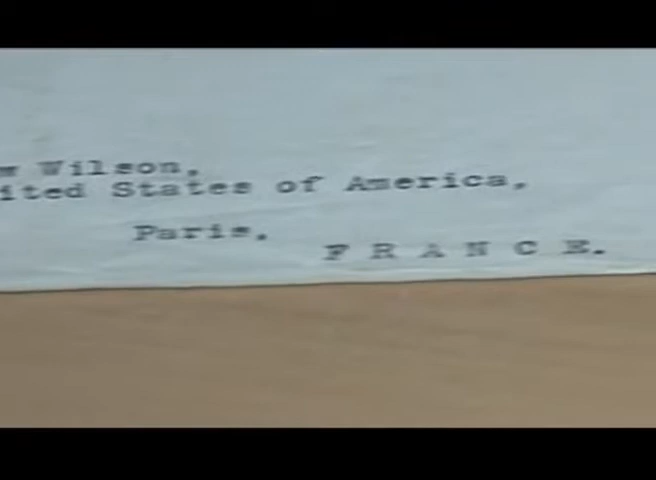 w Wilson,
ited States of America,
Paris.
F R A N C E.